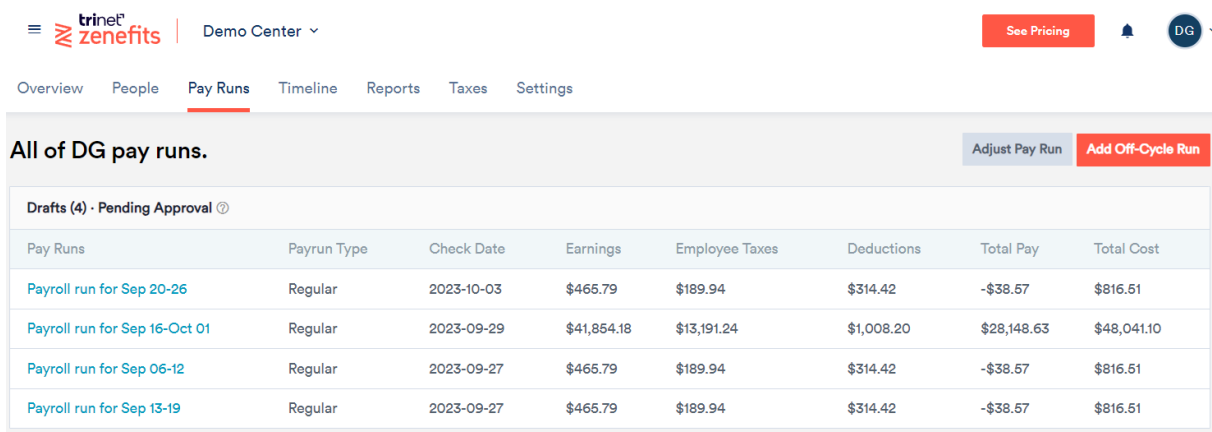 trinet
zenefits
Demo Center
See Pricing
DG
Overview People Pay Runs Timeline Reports Taxes Settings
All of DG pay runs.
Adjust Pay Run Add Off-Cycle Run
Drafts (4) · Pending Approval ?
Pay Runs Payrun Type Check Date Earnings Employee Taxes Deductions Total Pay Total Cost
Payroll run for Sep 20-26 Regular 2023-10-03 $465.79 $189.94 $314.42 -$38.57 $816.51
Payroll run for Sep 16-Oct 01 Regular 2023-09-29 $41,854.18 $13,191.24 $1,008.20 $28,148.63 $48,041.10
Payroll run for Sep 06-12 Regular 2023-09-27 $465.79 $189.94 $314.42 -$38.57 $816.51
Payroll run for Sep 13-19 Regular 2023-09-27 $465.79 $189.94 $314.42 -$38.57 $816.51